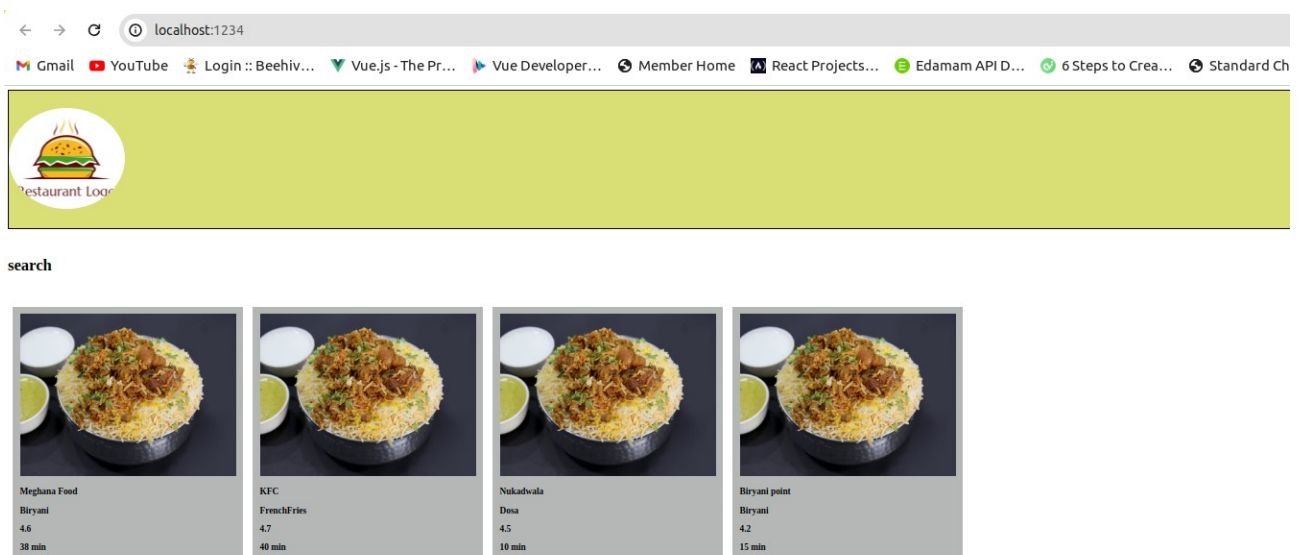 localhost:1234
Gmail YouTube Login :: Beehiv... Vue.js - The Pr... Vue Developer... Member Home React Projects... Edamam API D... 6 Steps to Crea... Standard Ch
Restaurant Logo
search
Meghana Food KFC Nukadwala Biryani point
Biryani FrenchFries Dosa Biryani
4.6 4.7 4.5 4.2
38 min 40 min 10 min 15 min